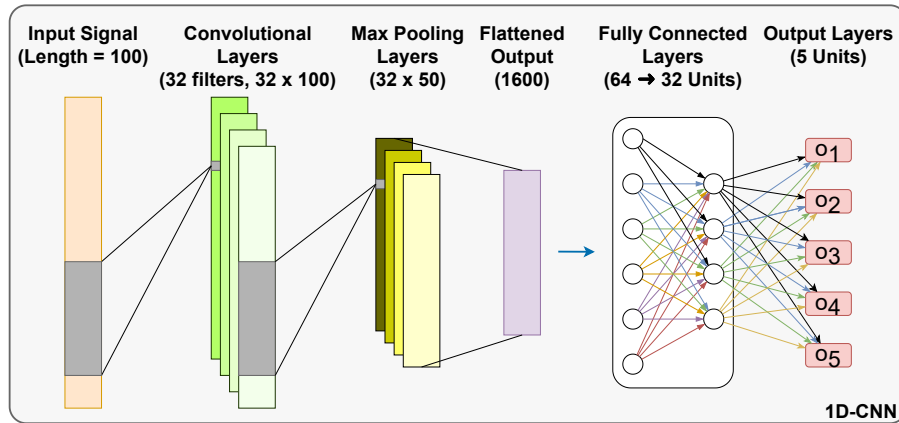 Input Signal
(Length = 100)
Convolutional
Layers
(32 filters, 32 x 100)
Max Pooling
Layers
(32 x 50)
Flattened
Output
(1600)
Fully Connected
Layers
(64 → 32 Units)
Output Layers
(5 Units)
o1
o2
o3
o4
o5
1D-CNN